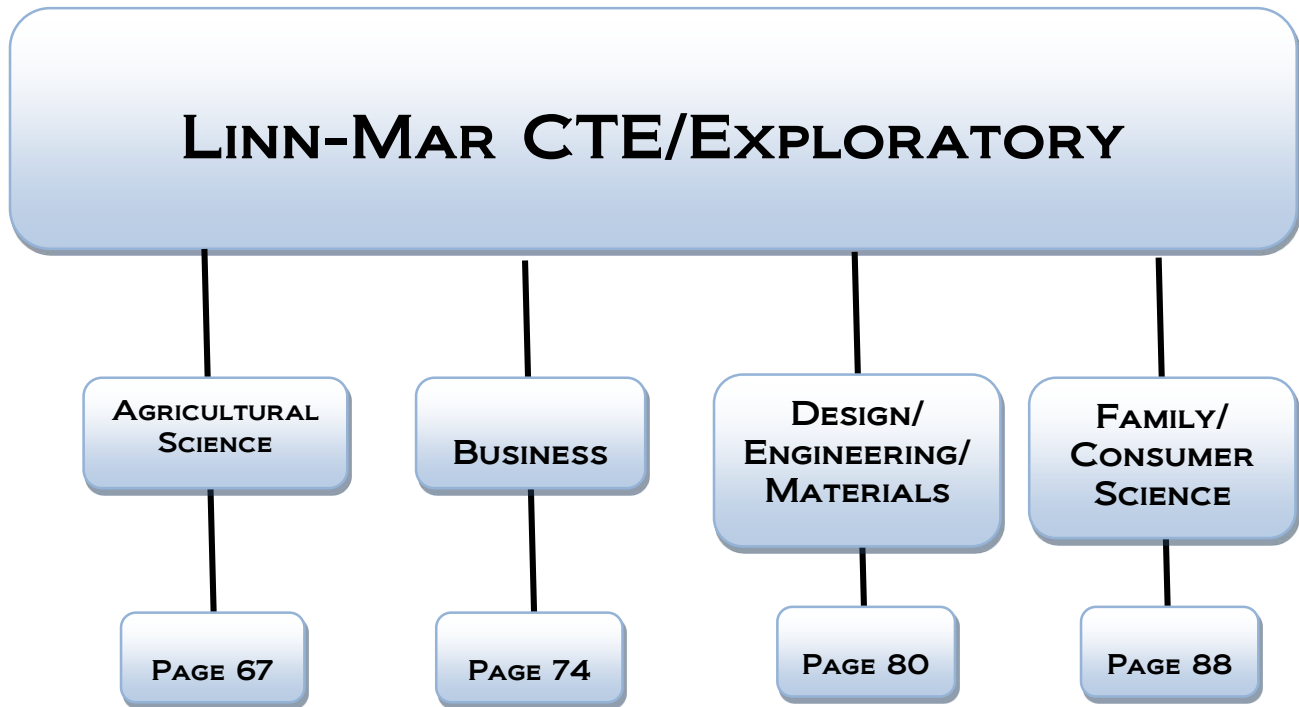 Linn-Mar CTE/Exploratory
Agricultural
Science
Business
Design/
Engineering/
Materials
Family/
Consumer
Science
Page 67
Page 74
Page 80
Page 88